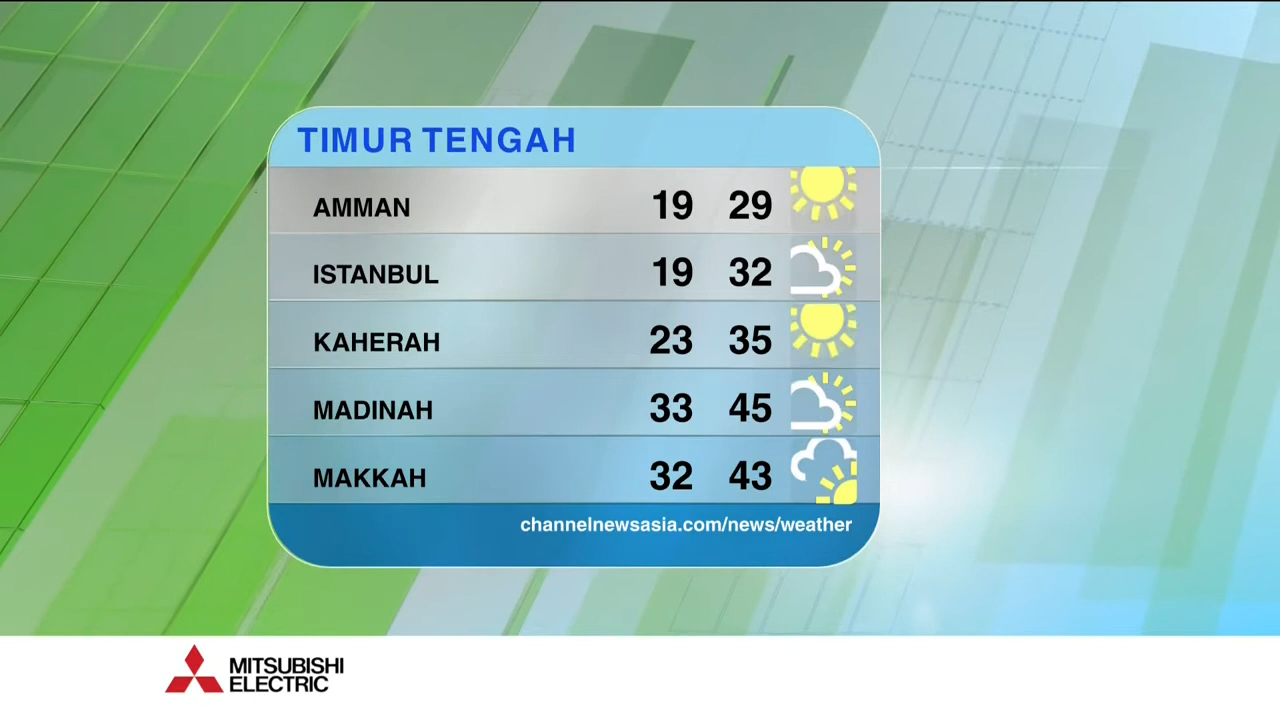 TIMUR TENGAH
AMMAN 19 29
ISTANBUL 19 32
KAHERAH 23 35
MADINAH 33 45
MAKKAH 32 43
channelnewsasia.com/news/weather
MITSUBISHI
ELECTRIC